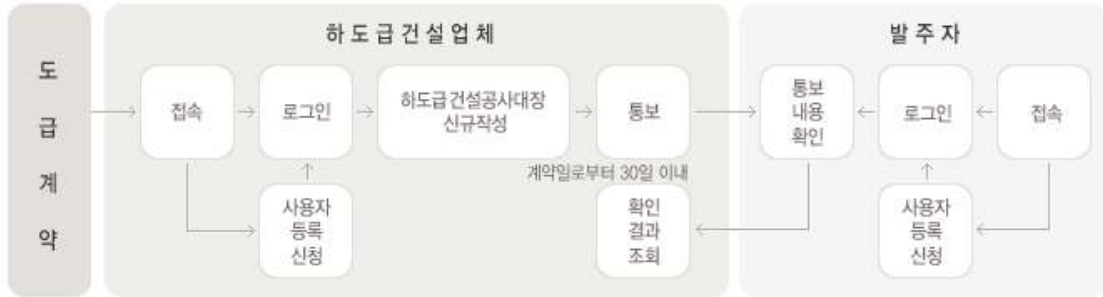 도
급
계
약
하도급건설업체
접속
로그인
하도급건설공사대장
신규작성
통보
계약일로부터 30일 이내
사용자
등록
신청
확인
결과
조회
발주자
통보
내용
확인
로그인
접속
사용자
등록
신청